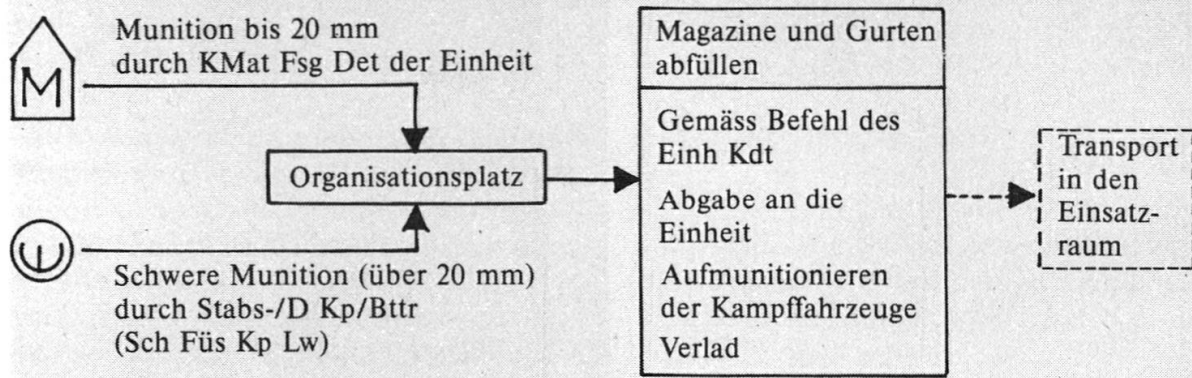 M
Munition bis 20 mm
durch KMat Fsg Det der Einheit
Organisationsplatz
Schwere Munition (über 20 mm)
durch Stabs-/D Kp/Bttr
(Sch Füs Kp Lw)
Magazine und Gurten
abfüllen
Gemäss Befehl des
Einh Kdt
Abgabe an die
Einheit
Aufmunitionieren
der Kampffahrzeuge
Verlad
Transport
in den
Einsatz-
raum